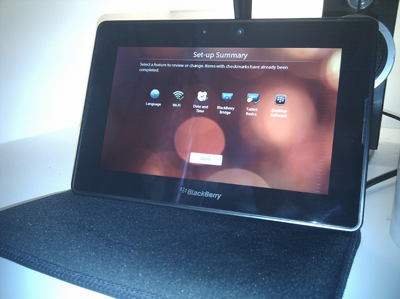 Set-up Summary
Select a feature to review or change. Items with checkmarks have already been
completed.
Language
Wi-Fi
Date and
Time
BlackBerry
Bridge
Tablet
Basics
Desktop
Software
BlackBerry